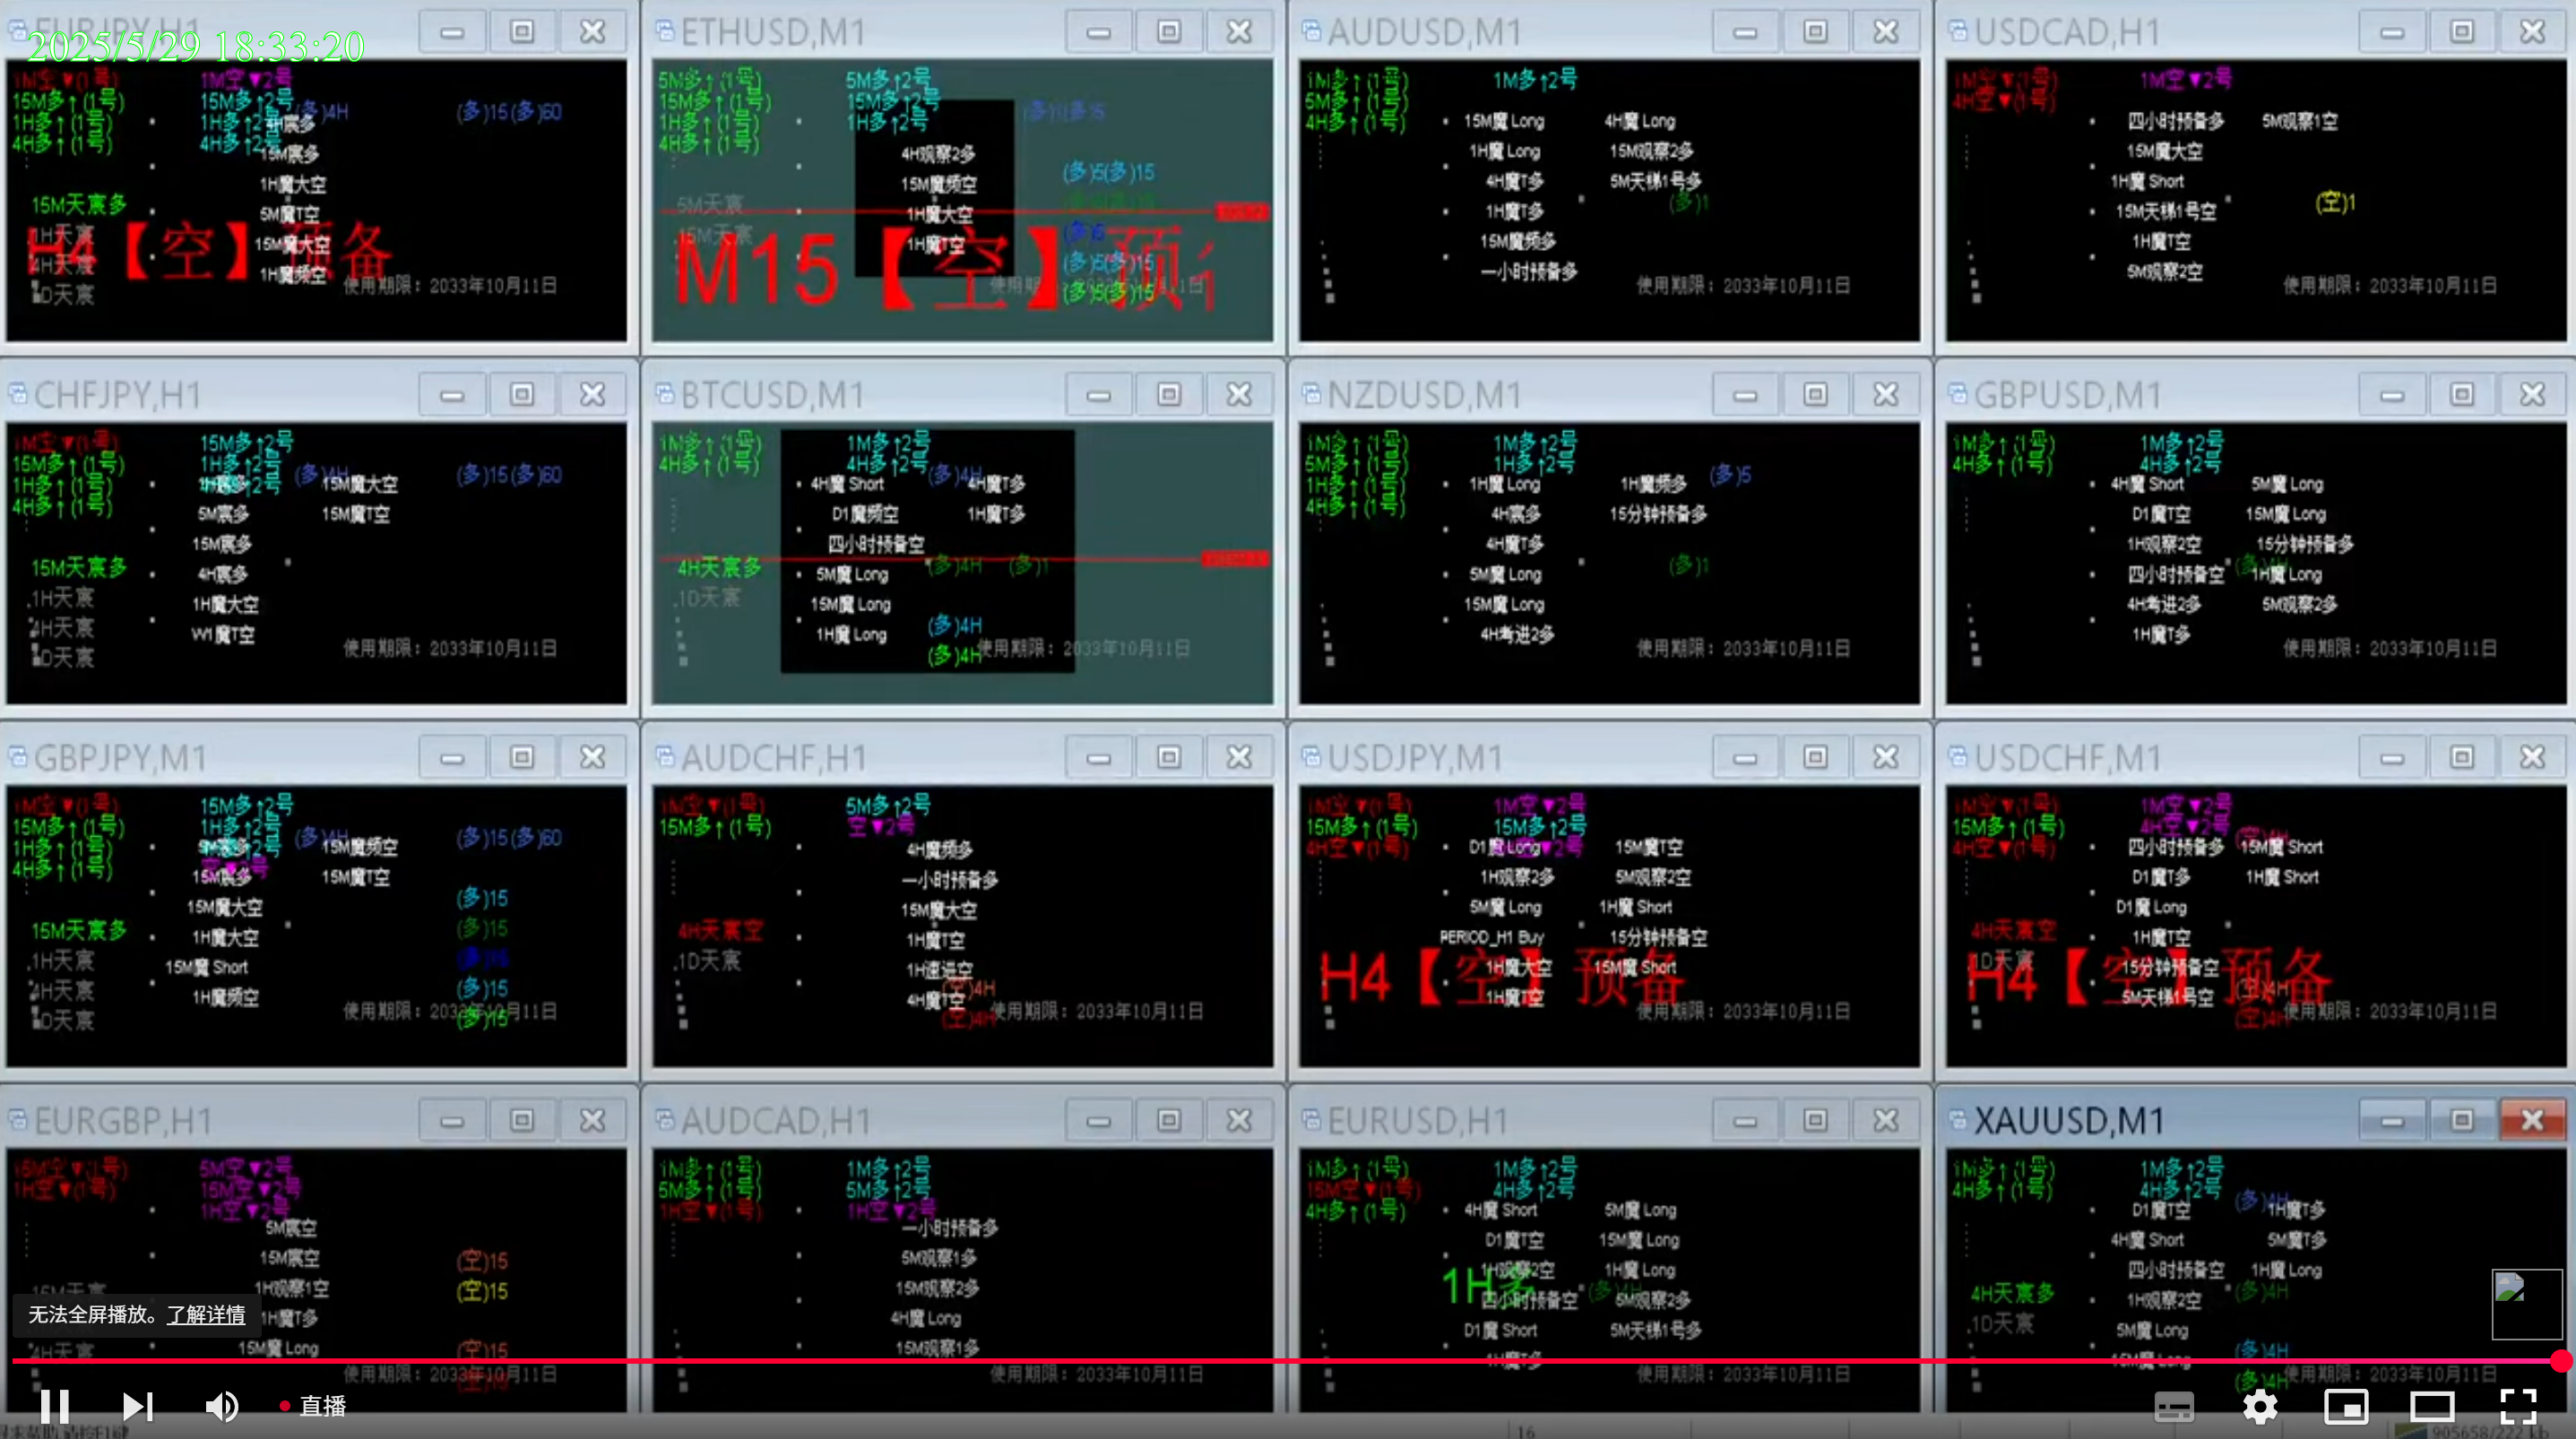 EURJPY,H1
2025/5/29 18:33:20
1M空▼(1号)
1M空▼2号
15M多↑(1号)
15M多↑2号
(多)4H
(多)15(多)60
1H多↑(1号)
1H多↑2号
4H宸多
4H多↑(1号)
4H多↑2号
15M宸多
1H魔大空
15M天宸多
5M魔T空
1H天宸
15M魔大空
H4【空】预备
4H天宸
1H魔频空
使用期限：2033年10月11日
1D天宸
ETHUSD,M1
5M多↑(1号)
5M多↑2号
15M多↑(1号)
15M多↑2号
1H多↑(1号)
1H多↑2号
4H多↑(1号)
4H观察2多
(多)5(多)15
15M魔频空
5M天宸
1H魔大空
(多)5
15M天宸
1H魔T空
M15【空】预
(多)5(多)15
(多)5(多)15
AUDUSD,M1
1M多↑(1号)
1M多↑2号
5M多↑(1号)
4H多↑(1号)
15M魔 Long
4H魔 Long
1H魔 Long
15M观察2多
4H魔T多
5M天梯1号多
1H魔T多
(多)1
15M魔频多
一小时预备多
使用期限：2033年10月11日
USDCAD,H1
1M空▼(1号)
1M空▼2号
4H空▼(1号)
四小时预备多
5M观察1空
15M魔大空
1H魔 Short
15M天梯1号空
(空)1
1H魔T空
5M观察2空
使用期限：2033年10月11日
CHFJPY,H1
1M空▼(1号)
15M多↑2号
15M多↑(1号)
1H多↑2号
(多)4H
(多)15(多)60
1H多↑(1号)
1H宸多
15M魔大空
4H多↑(1号)
5M宸多
15M魔T空
15M宸多
15M天宸多
4H宸多
1H天宸
1H魔大空
4H天宸
W1魔T空
使用期限：2033年10月11日
1D天宸
BTCUSD,M1
1M多↑(1号)
1M多↑2号
4H多↑(1号)
4H多↑2号
(多)4H
4H魔 Short
4H魔T多
D1魔频空
1H魔T多
四小时预备空
4H天宸多
5M魔 Long
(多)4H
(多)1
1D天宸
15M魔 Long
1H魔 Long
(多)4H
(多)4H
使用期限：2033年10月11日
NZDUSD,M1
1M多↑(1号)
1M多↑2号
5M多↑(1号)
1H多↑2号
(多)5
1H多↑(1号)
1H魔 Long
1H魔频多
4H多↑(1号)
4H宸多
15分钟预备多
4H魔T多
5M魔 Long
(多)1
15M魔 Long
4H考进2多
使用期限：2033年10月11日
GBPUSD,M1
1M多↑(1号)
1M多↑2号
4H多↑(1号)
4H多↑2号
4H魔 Short
5M魔 Long
D1魔T空
15M魔 Long
1H观察2空
15分钟预备多
四小时预备空
1H魔 Long
4H考进2多
5M观察2多
1H魔T多
使用期限：2033年10月11日
GBPJPY,M1
1M空▼(1号)
15M多↑2号
15M多↑(1号)
1H多↑2号
(多)4H
(多)15(多)60
1H多↑(1号)
5M宸多
15M魔频空
4H多↑(1号)
空▼2号
15M宸多
15M魔T空
15M魔大空
(多)15
15M天宸多
1H魔大空
(多)15
1H天宸
15M魔 Short
(多)15
4H天宸
1H魔频空
(多)15
1D天宸
(多)15
使用期限：2033年10月11日
AUDCHF,H1
1M空▼(1号)
5M多↑2号
15M多↑(1号)
空▼2号
4H魔频多
一小时预备多
15M魔大空
4H天宸空
1H魔T空
1D天宸
1H速进空
(空)4H
4H魔T空
(空)4H
使用期限：2033年10月11日
USDJPY,M1
1M空▼(1号)
1M空▼2号
15M多↑(1号)
15M多↑2号
4H空▼(1号)
D1魔 Long
15M魔T空
1H观察2多
5M观察2空
5M魔 Long
1H魔 Short
PERIOD_H1 Buy
15分钟预备空
1H魔大空
15M魔 Short
H4【空】预备
1H魔T空
使用期限：2033年10月11日
USDCHF,M1
1M空▼(1号)
1M空▼2号
15M多↑(1号)
4H空▼2号
(空)4H
4H空▼(1号)
四小时预备多
15M魔 Short
D1魔T多
1H魔 Short
D1魔 Long
4H天宸空
1H魔T空
1D天宸
15分钟预备空
H4【空】预备
5M天梯1号空
(空)4H
(空)4H
使用期限：2033年10月11日
EURGBP,H1
15M空▼(1号)
5M空▼2号
1H空▼(1号)
15M空▼2号
1H空▼2号
5M宸空
15M宸空
(空)15
1H观察1空
(空)15
15M天宸
1H魔T多
15M魔 Long
(空)15
4H天宸
使用期限：2033年10月11日
AUDCAD,H1
1M多↑(1号)
1M多↑2号
5M多↑(1号)
5M多↑2号
1H空▼(1号)
1H空▼2号
一小时预备多
5M观察1多
15M观察2多
4H魔 Long
15M观察1多
使用期限：2033年10月11日
EURUSD,H1
1M多↑(1号)
1M多↑2号
15M空▼(1号)
4H多↑2号
4H多↑(1号)
4H魔 Short
5M魔 Long
D1魔T空
15M魔 Long
1H观察2空
1H魔 Long
1H多
四小时预备空
5M观察2多
D1魔 Short
5M天梯1号多
1H魔T多
使用期限：2033年10月11日
XAUUSD,M1
1M多↑(1号)
1M多↑2号
4H多↑(1号)
4H多↑2号
(多)4H
D1魔T空
1H魔T多
4H魔 Short
5M魔T多
四小时预备空
1H魔 Long
4H天宸多
1H观察2空
(多)4H
1D天宸
5M魔 Long
(多)4H
15M魔 Long
(多)4H
使用期限：2033年10月11日
无法全屏播放。了解详情
直播
16
905658/222 kb